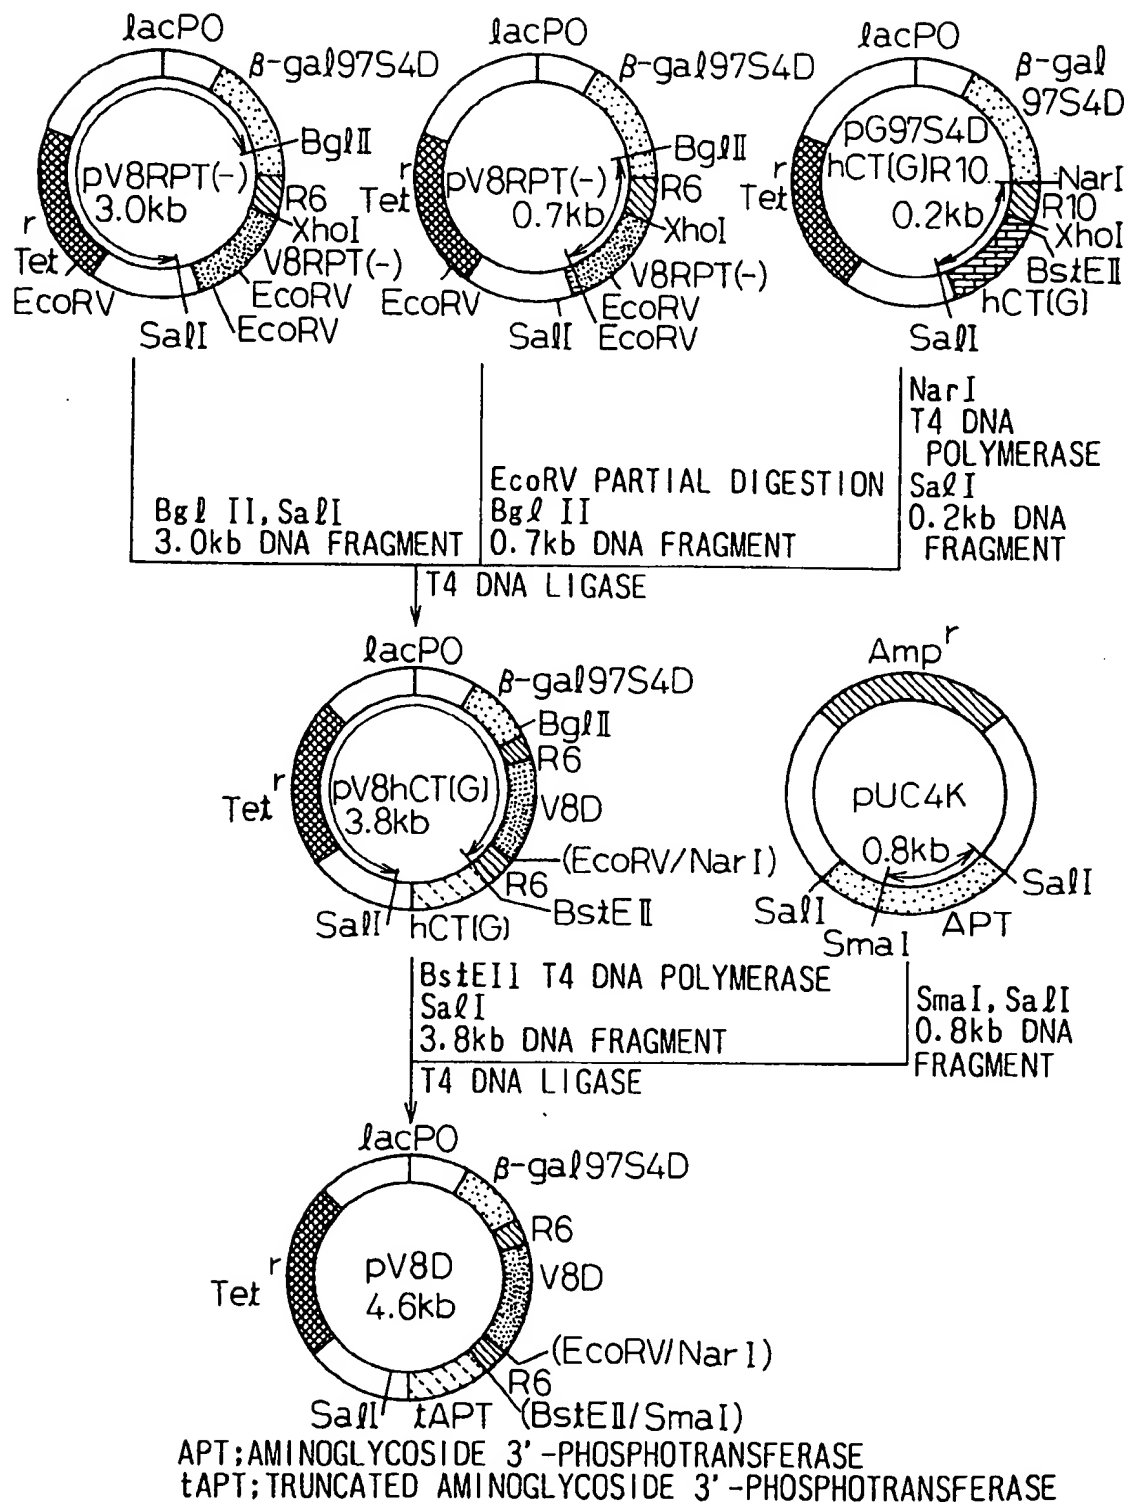 lacPO
β-gal97S4D
BglII
pV8RPT(-)
3.0kb
R6
XhoI
V8RPT(-)
Tet r
EcoRV
EcoRV
EcoRV
SalI
lacPO
β-gal97S4D
BglII
pV8RPT(-)
0.7kb
R6
XhoI
V8RPT(-)
Tet r
EcoRV
EcoRV
EcoRV
SalI
lacPO
β-gal
97S4D
pG97S4D
hCT(G)R10
0.2kb
NarI
R10
XhoI
BstEII
hCT(G)
Tet r
SalI
Bgl II, SalI
3.0kb DNA FRAGMENT
EcoRV PARTIAL DIGESTION
Bgl II
0.7kb DNA FRAGMENT
NarI
T4 DNA
POLYMERASE
SalI
0.2kb DNA
FRAGMENT
T4 DNA LIGASE
lacPO
β-gal97S4D
BglII
R6
pV8hCT(G)
3.8kb
V8D
Tet r
(EcoRV/NarI)
R6
BstEII
SalI
hCT(G)
Amp r
pUC4K
0.8kb
SalI
SalI
APT
SmaI
BstEII T4 DNA POLYMERASE
SalI
3.8kb DNA FRAGMENT
SmaI, SalI
0.8kb DNA
FRAGMENT
T4 DNA LIGASE
lacPO
β-gal97S4D
R6
pV8D
4.6kb
V8D
Tet r
(EcoRV/NarI)
R6
SalI
tAPT
(BstEII/SmaI)
APT;AMINOGLYCOSIDE 3'-PHOSPHOTRANSFERASE
tAPT;TRUNCATED AMINOGLYCOSIDE 3'-PHOSPHOTRANSFERASE